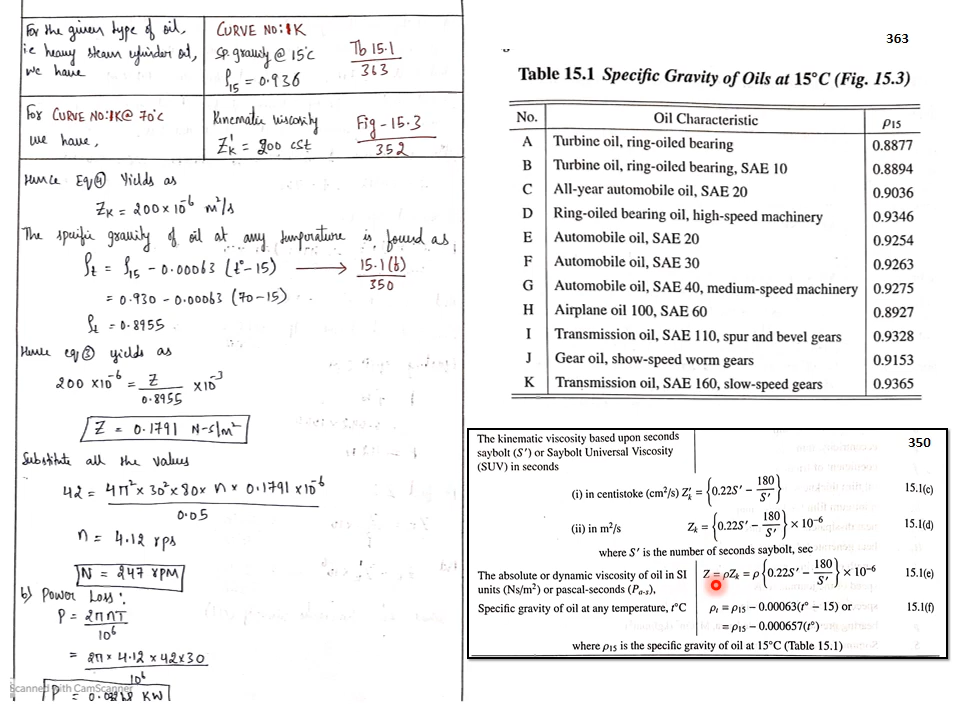 For the given type of oil,
ie heavy steam cylinder oil,
we have
CURVE NO:1K
sp. gravity @ 15°c
ρ15 = 0.936
Tb 15.1
363
For CURVE NO:1K@ 70°c
we have,
Kinematic viscosity
Z'k = 200 cSt
Fig-15.3
352
Hence Eq④ Yields as
Zk = 200×10⁻⁶ m²/s
The specific gravity of oil at any temperature is found as,
ρt = ρ15 - 0.00063 (t°-15) → 15.1(f)
350
= 0.930 - 0.00063 (70-15)
ρt = 0.8955
Hence eq③ yields as
200 ×10⁻⁶ = Z/0.8955 ×10⁻³
Z = 0.1791 N-s/m²
Substitute all the values
42 = 4π²×30²×80× n × 0.1791 ×10⁻⁶
0.05
n = 4.12 rps
N = 247 rpm
b) Power Loss:
P = 2πnT
10⁶
= 2π × 4.12 × 42×30
10⁶
Scanned with CamScanner
KW
363
Table 15.1 Specific Gravity of Oils at 15°C (Fig. 15.3)
No. Oil Characteristic ρ15
A Turbine oil, ring-oiled bearing 0.8877
B Turbine oil, ring-oiled bearing, SAE 10 0.8894
C All-year automobile oil, SAE 20 0.9036
D Ring-oiled bearing oil, high-speed machinery 0.9346
E Automobile oil, SAE 20 0.9254
F Automobile oil, SAE 30 0.9263
G Automobile oil, SAE 40, medium-speed machinery 0.9275
H Airplane oil 100, SAE 60 0.8927
I Transmission oil, SAE 110, spur and bevel gears 0.9328
J Gear oil, show-speed worm gears 0.9153
K Transmission oil, SAE 160, slow-speed gears 0.9365
350
The kinematic viscosity based upon seconds
saybolt (S′) or Saybolt Universal Viscosity
(SUV) in seconds
(i) in centistoke (cm²/s) Z′k = {0.22S′ − 180/S′} 15.1(c)
(ii) in m²/s Zk = {0.22S′ − 180/S′} × 10⁻⁶ 15.1(d)
where S′ is the number of seconds saybolt, sec
The absolute or dynamic viscosity of oil in SI
units (Ns/m²) or pascal-seconds (Pa-s),
Z = ρZk = ρ{0.22S′ − 180/S′} × 10⁻⁶ 15.1(e)
Specific gravity of oil at any temperature, t°C ρt = ρ15 − 0.00063(t° − 15) or 15.1(f)
= ρ15 − 0.000657(t°)
where ρ15 is the specific gravity of oil at 15°C (Table 15.1)